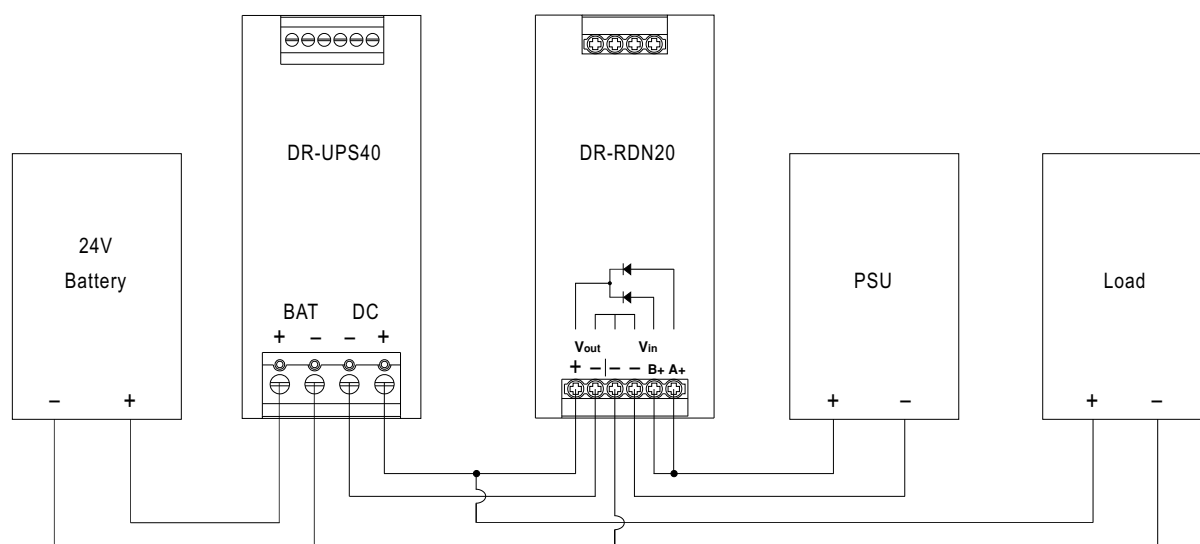 DR-UPS40
DR-RDN20
24V
Battery
PSU
Load
BAT DC
+ − − +
Vout Vin
+ − | − − B+ A+
− +
+ −
+ −